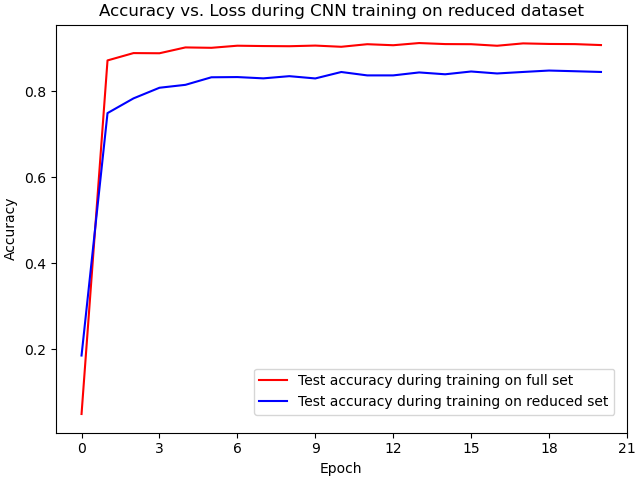 Accuracy vs. Loss during CNN training on reduced dataset
Accuracy
0.8
0.6
0.4
0.2
Test accuracy during training on full set
Test accuracy during training on reduced set
0 3 6 9 12 15 18 21
Epoch